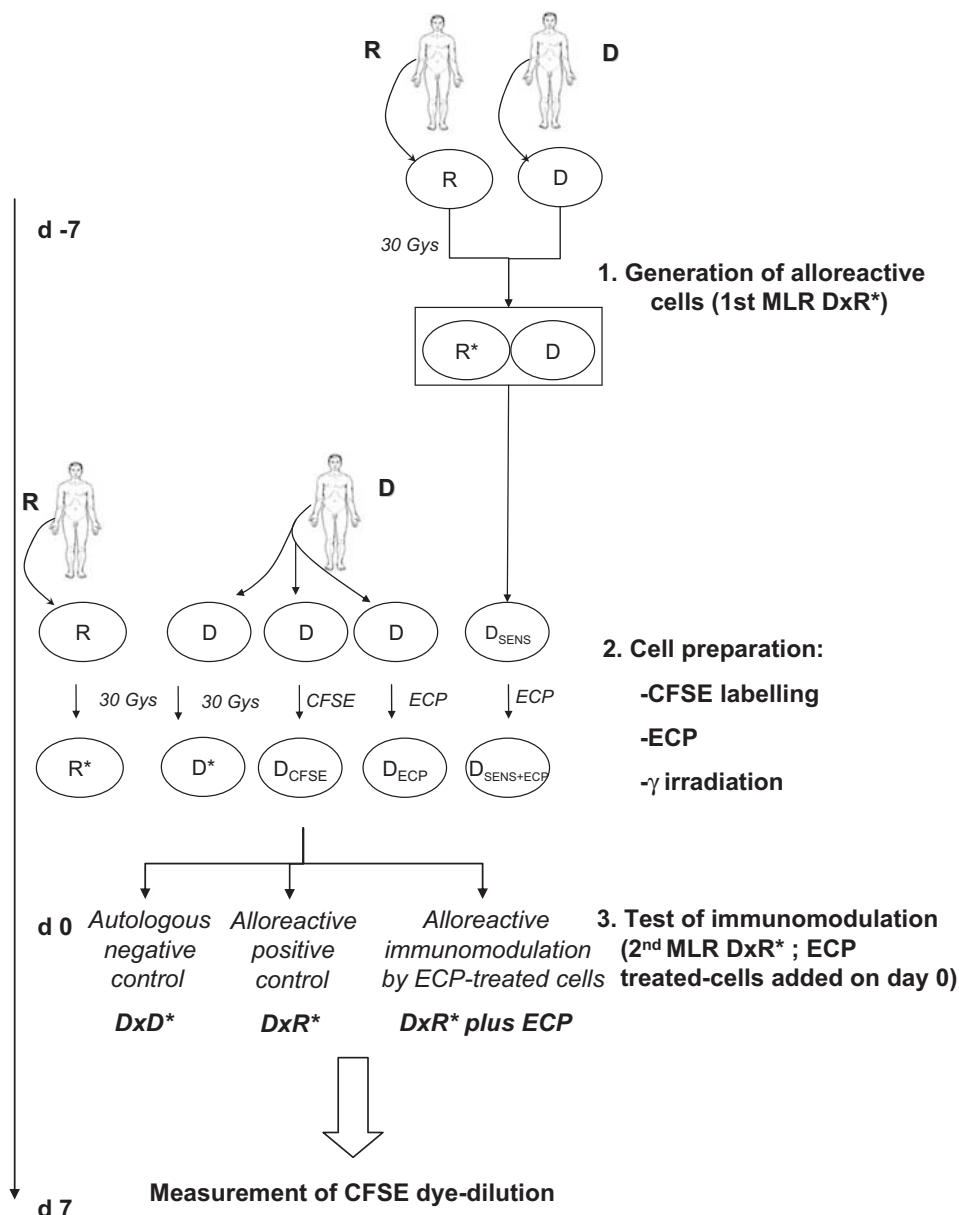 R
D
R
D
d -7
30 Gys
1. Generation of alloreactive
cells (1st MLR DxR*)
R*
D
R
D
R
D
D
D
DSENS
2. Cell preparation:
30 Gys
30 Gys
CFSE
ECP
ECP
-CFSE labelling
-ECP
R*
D*
DCFSE
DECP
DSENS+ECP
-γ irradiation
d 0
Autologous
negative
control
DxD*
Alloreactive
positive
control
DxR*
Alloreactive
immunomodulation
by ECP-treated cells
DxR* plus ECP
3. Test of immunomodulation
(2nd MLR DxR* ; ECP
treated-cells added on day 0)
Measurement of CFSE dye-dilution
d 7